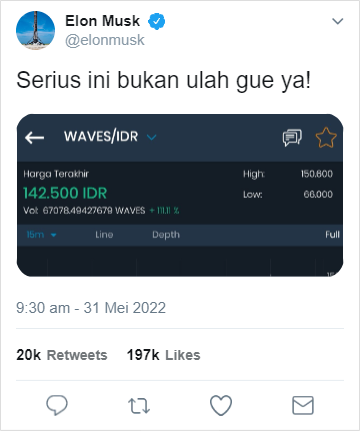 Elon Musk
@elonmusk
Serius ini bukan ulah gue ya!
WAVES/IDR
Harga Terakhir
High: 150.800
142.500 IDR
Low: 66.000
Vol: 67078.49427679 WAVES + 111.11 %
15m Line Depth Full
9:30 am - 31 Mei 2022
20k Retweets 197k Likes